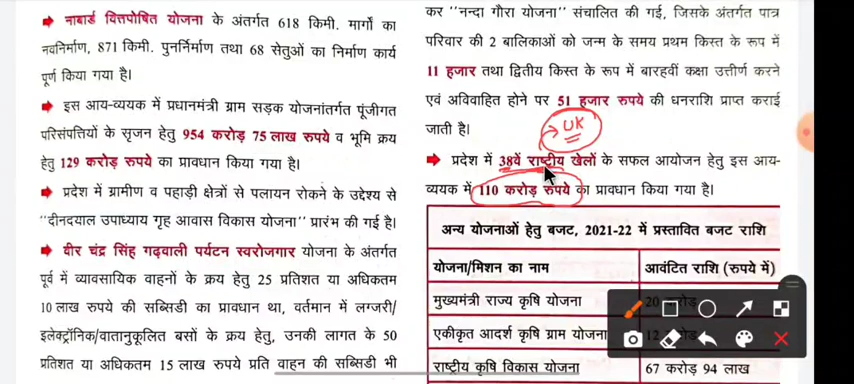 नाबार्ड वित्तपोषित योजना के अंतर्गत 618 किमी. मार्गों का
नवनिर्माण, 871 किमी. पुनर्निर्माण तथा 68 सेतुओं का निर्माण कार्य
पूर्ण किया गया है।
इस आय-व्ययक में प्रधानमंत्री ग्राम सड़क योजनांतर्गत पूंजीगत
परिसंपत्तियों के सृजन हेतु 954 करोड़ 75 लाख रुपये व भूमि क्रय
हेतु 129 करोड़ रुपये का प्रावधान किया गया है।
प्रदेश में ग्रामीण व पहाड़ी क्षेत्रों से पलायन रोकने के उद्देश्य से
“दीनदयाल उपाध्याय गृह आवास विकास योजना” प्रारंभ की गई है।
वीर चंद्र सिंह गढ़वाली पर्यटन स्वरोजगार योजना के अंतर्गत
पूर्व में व्यावसायिक वाहनों के क्रय हेतु 25 प्रतिशत या अधिकतम
10 लाख रुपये की सब्सिडी का प्रावधान था, वर्तमान में लग्जरी/
इलेक्ट्रॉनिक/वातानुकूलित बसों के क्रय हेतु, उनकी लागत के 50
प्रतिशत या अधिकतम 15 लाख रुपये प्रति वाहन की सब्सिडी भी
कर “नन्दा गौरा योजना” संचालित की गई, जिसके अंतर्गत पात्र
परिवार की 2 बालिकाओं को जन्म के समय प्रथम किस्त के रूप में
11 हजार तथा द्वितीय किस्त के रूप में बारहवीं कक्षा उत्तीर्ण करने
एवं अविवाहित होने पर 51 हजार रुपये की धनराशि प्राप्त कराई
जाती है।
UK
प्रदेश में 38वें राष्ट्रीय खेलों के सफल आयोजन हेतु इस आय-
व्ययक में 110 करोड़ रुपये का प्रावधान किया गया है।
अन्य योजनाओं हेतु बजट, 2021-22 में प्रस्तावित बजट राशि
योजना/मिशन का नाम आवंटित राशि (रुपये में)
मुख्यमंत्री राज्य कृषि योजना 20 करोड़
एकीकृत आदर्श कृषि ग्राम योजना 12 करोड़
राष्ट्रीय कृषि विकास योजना 67 करोड़ 94 लाख